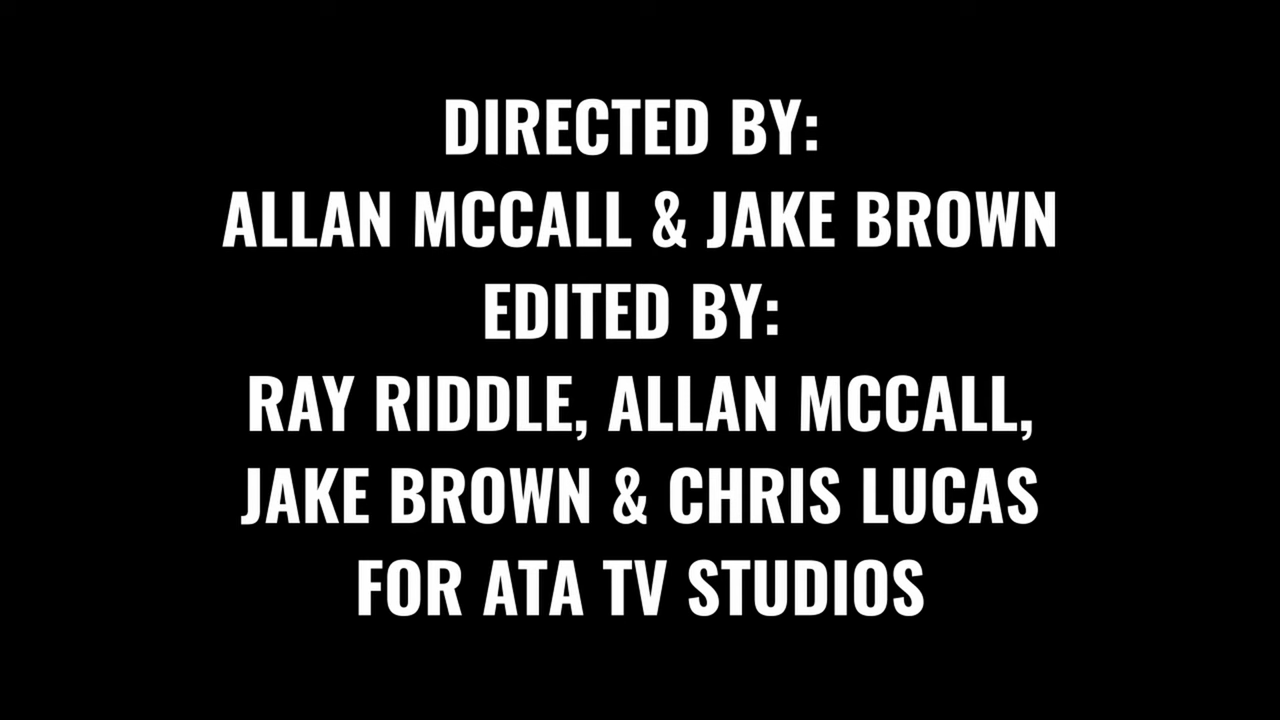 DIRECTED BY:
ALLAN MCCALL & JAKE BROWN
EDITED BY:
RAY RIDDLE, ALLAN MCCALL,
JAKE BROWN & CHRIS LUCAS
FOR ATA TV STUDIOS